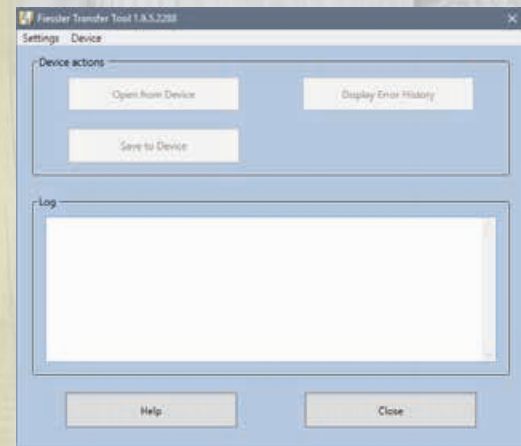 Fiessler Transfer Tool 1.8.5.2288
Settings Device
Device actions
Open from Device
Display Error History
Save to Device
Log
Help
Close